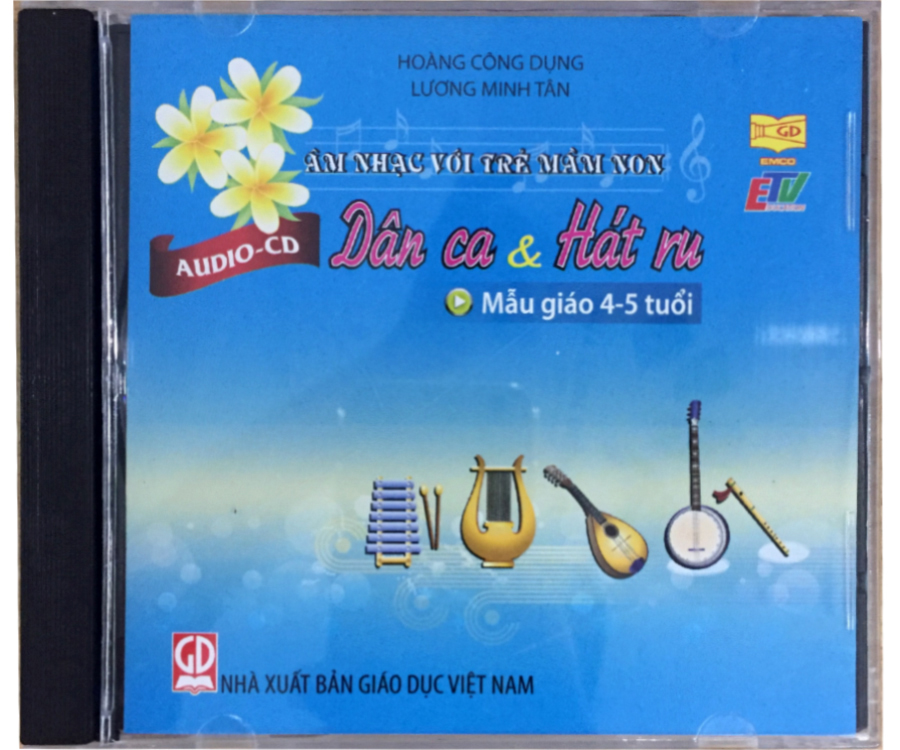 HOÀNG CÔNG DỤNG
LƯƠNG MINH TÂN
GD
EMCO
ÂM NHẠC VỚI TRẺ MẦM NON
ETV
AUDIO-CD
Dân ca & Hát ru
Mẫu giáo 4-5 tuổi
GD
NHÀ XUẤT BẢN GIÁO DỤC VIỆT NAM